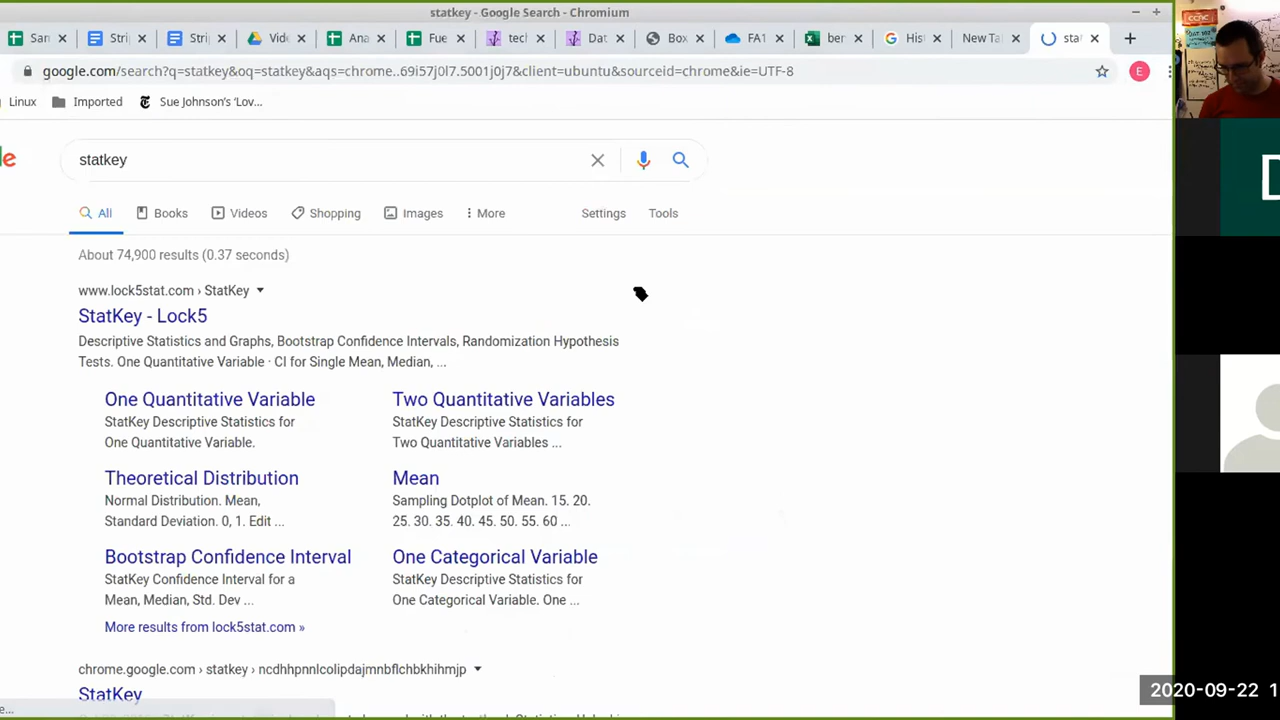 statkey - Google Search - Chromium
San
Strip
Strip
Vide
Ana
Fue
tech
Dat
Box
FA1
ber
Hist
New Ta
sta
google.com/search?q=statkey&oq=statkey&aqs=chrome..69i57j0l7.5001j0j7&client=ubuntu&sourceid=chrome&ie=UTF-8
E
Linux
Imported
Sue Johnson's 'Lov...
le
statkey
All
Books
Videos
Shopping
Images
More
Settings
Tools
About 74,900 results (0.37 seconds)
www.lock5stat.com › StatKey
StatKey - Lock5
Descriptive Statistics and Graphs, Bootstrap Confidence Intervals, Randomization Hypothesis
Tests. One Quantitative Variable · CI for Single Mean, Median, ...
One Quantitative Variable
StatKey Descriptive Statistics for
One Quantitative Variable.
Two Quantitative Variables
StatKey Descriptive Statistics for
Two Quantitative Variables ...
Theoretical Distribution
Normal Distribution. Mean,
Standard Deviation. 0, 1. Edit ...
Mean
Sampling Dotplot of Mean. 15. 20.
25. 30. 35. 40. 45. 50. 55. 60 ...
Bootstrap Confidence Interval
StatKey Confidence Interval for a
Mean, Median, Std. Dev ...
One Categorical Variable
StatKey Descriptive Statistics for
One Categorical Variable. One ...
More results from lock5stat.com »
chrome.google.com › statkey › ncdhhpnnlcolipdajmnbflchbkhihmjp
StatKey
e...
CCAC
D
2020-09-22 1